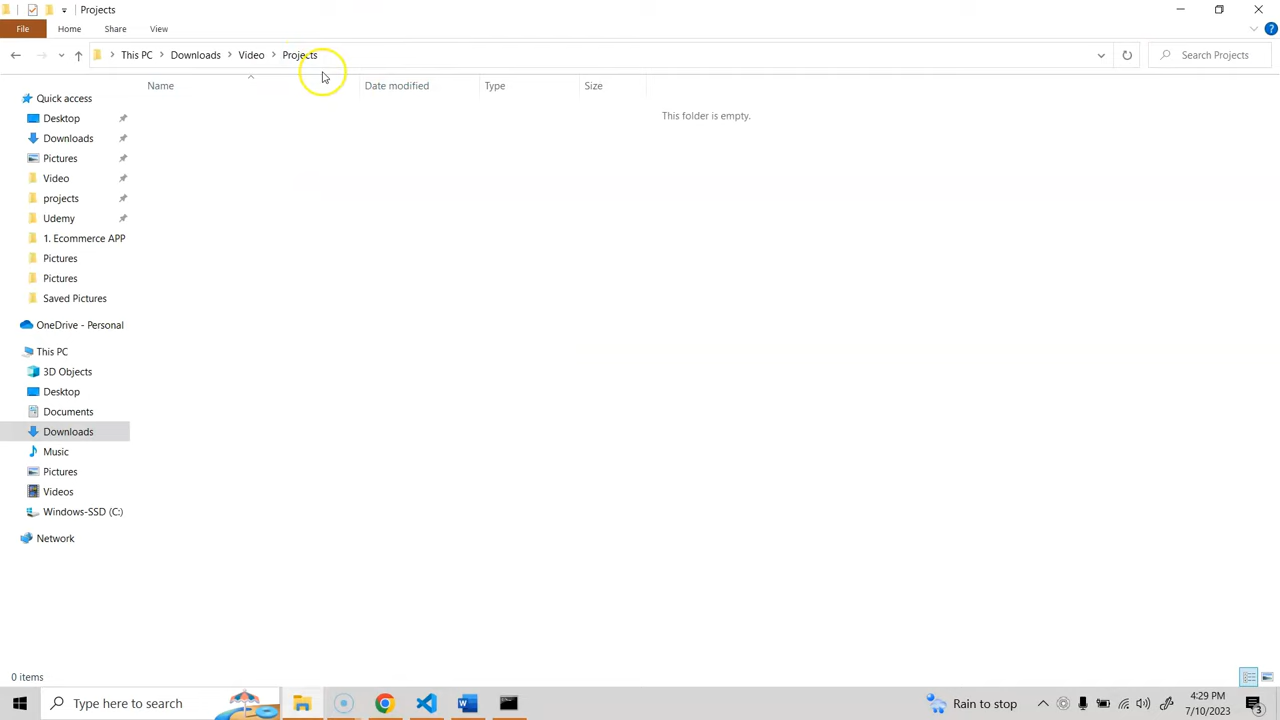 Projects
File Home Share View
This PC Downloads Video Projects
Search Projects
Name Date modified Type Size
This folder is empty.
Quick access
Desktop
Downloads
Pictures
Video
projects
Udemy
1. Ecommerce APP
Pictures
Pictures
Saved Pictures
OneDrive - Personal
This PC
3D Objects
Desktop
Documents
Downloads
Music
Pictures
Videos
Windows-SSD (C:)
Network
0 items
Type here to search
Rain to stop
4:29 PM
7/10/2023
3